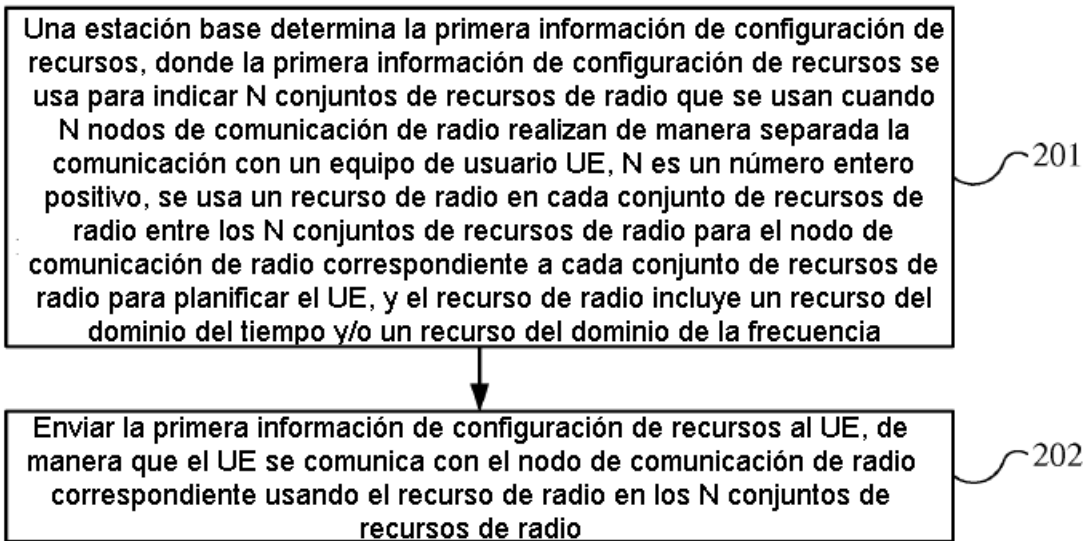 Una estación base determina la primera información de configuración de
recursos, donde la primera información de configuración de recursos se
usa para indicar N conjuntos de recursos de radio que se usan cuando
N nodos de comunicación de radio realizan de manera separada la
comunicación con un equipo de usuario UE, N es un número entero
positivo, se usa un recurso de radio en cada conjunto de recursos de
radio entre los N conjuntos de recursos de radio para el nodo de
comunicación de radio correspondiente a cada conjunto de recursos de
radio para planificar el UE, y el recurso de radio incluye un recurso del
dominio del tiempo y/o un recurso del dominio de la frecuencia
201
Enviar la primera información de configuración de recursos al UE, de
manera que el UE se comunica con el nodo de comunicación de radio
correspondiente usando el recurso de radio en los N conjuntos de
recursos de radio
202